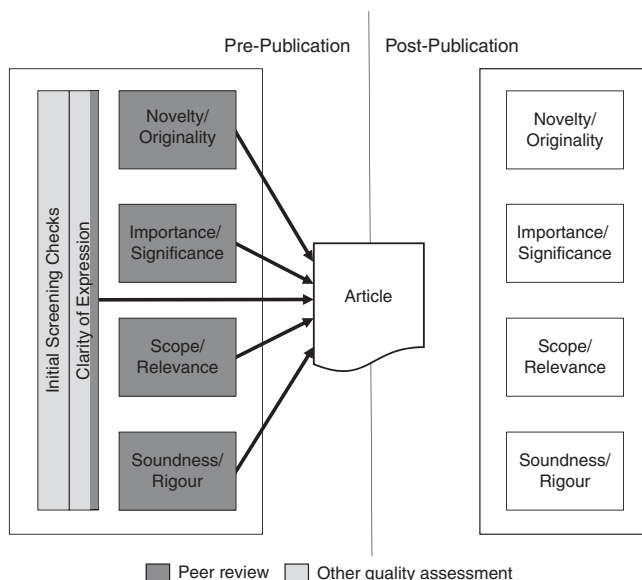 Pre-Publication
Post-Publication
Initial Screening Checks
Clarity of Expression
Novelty/
Originality
Importance/
Significance
Scope/
Relevance
Soundness/
Rigour
Article
Novelty/
Originality
Importance/
Significance
Scope/
Relevance
Soundness/
Rigour
Peer review
Other quality assessment